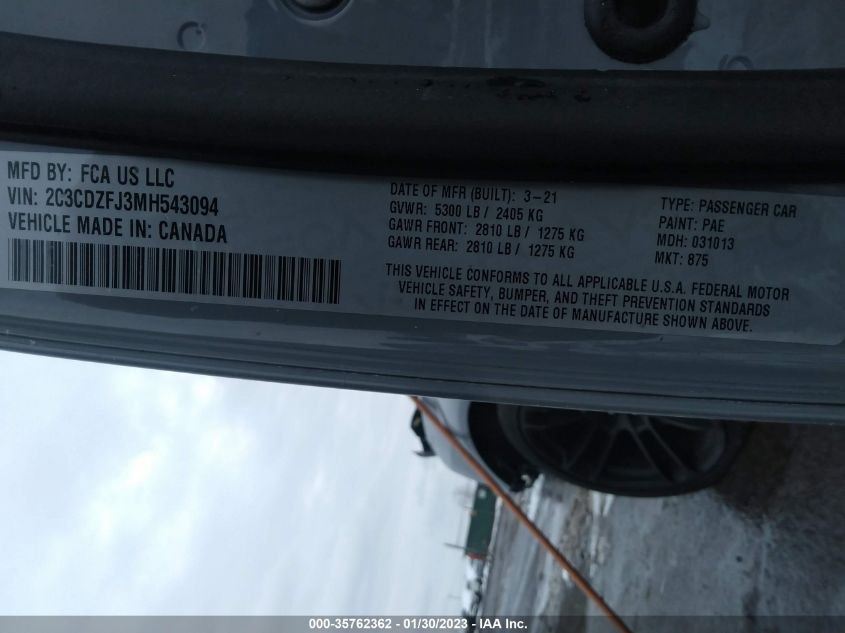 MFD BY: FCA US LLC
VIN: 2C3CDZFJ3MH543094
VEHICLE MADE IN: CANADA
DATE OF MFR (BUILT): 3-21
GVWR: 5300 LB / 2405 KG
GAWR FRONT: 2810 LB / 1275 KG
GAWR REAR: 2810 LB / 1275 KG
TYPE: PASSENGER CAR
PAINT: PAE
MDH: 031013
MKT: 875
THIS VEHICLE CONFORMS TO ALL APPLICABLE U.S.A. FEDERAL MOTOR
VEHICLE SAFETY, BUMPER, AND THEFT PREVENTION STANDARDS
IN EFFECT ON THE DATE OF MANUFACTURE SHOWN ABOVE.
000-35762362 - 01/30/2023 - IAA Inc.